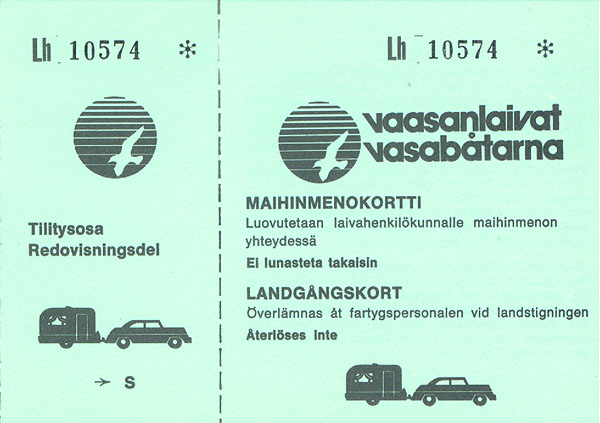 Lh 10574 *
Tilitysosa
Redovisningsdel
→ S
Lh 10574 *
vaasanlaivat
vasabåtarna
MAIHINMENOKORTTI
Luovutetaan laivahenkilökunnalle maihinmenon
yhteydessä
Ei lunasteta takaisin
LANDGÅNGSKORT
Överlämnas åt fartygspersonalen vid landstigningen
Återlöses inte